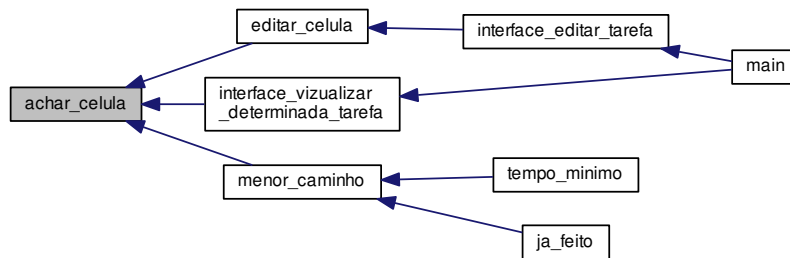 editar_celula
interface_editar_tarefa
main
achar_celula
interface_vizualizar
_determinada_tarefa
menor_caminho
tempo_minimo
ja_feito